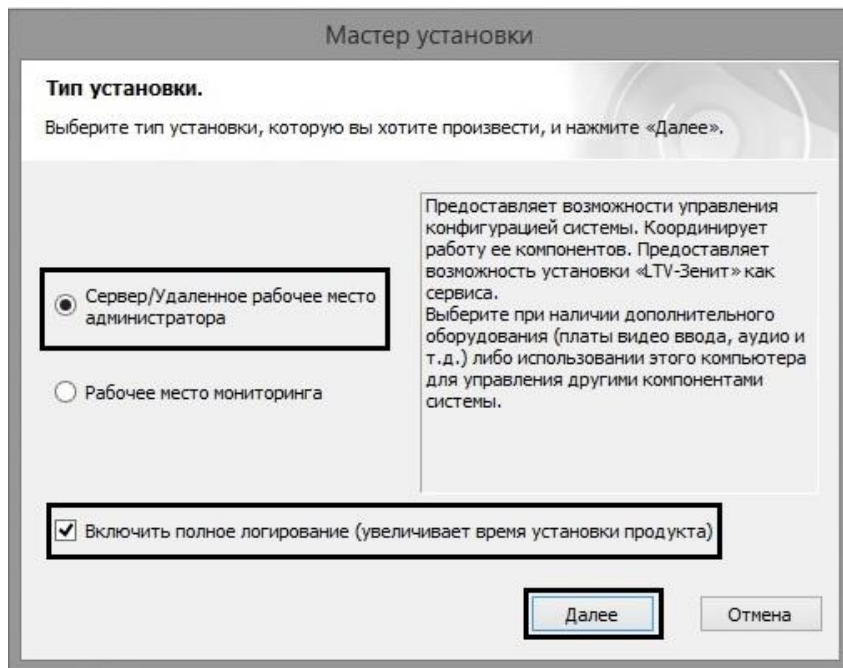 Мастер установки
Тип установки.
Выберите тип установки, которую вы хотите произвести, и нажмите «Далее».
Сервер/Удаленное рабочее место
администратора
Рабочее место мониторинга
Предоставляет возможности управления
конфигурацией системы. Координирует
работу ее компонентов. Предоставляет
возможность установки «LTV-Зенит» как
сервиса.
Выберите при наличии дополнительного
оборудования (платы видео ввода, аудио и
т.д.) либо использовании этого компьютера
для управления другими компонентами
системы.
Включить полное логирование (увеличивает время установки продукта)
Далее
Отмена